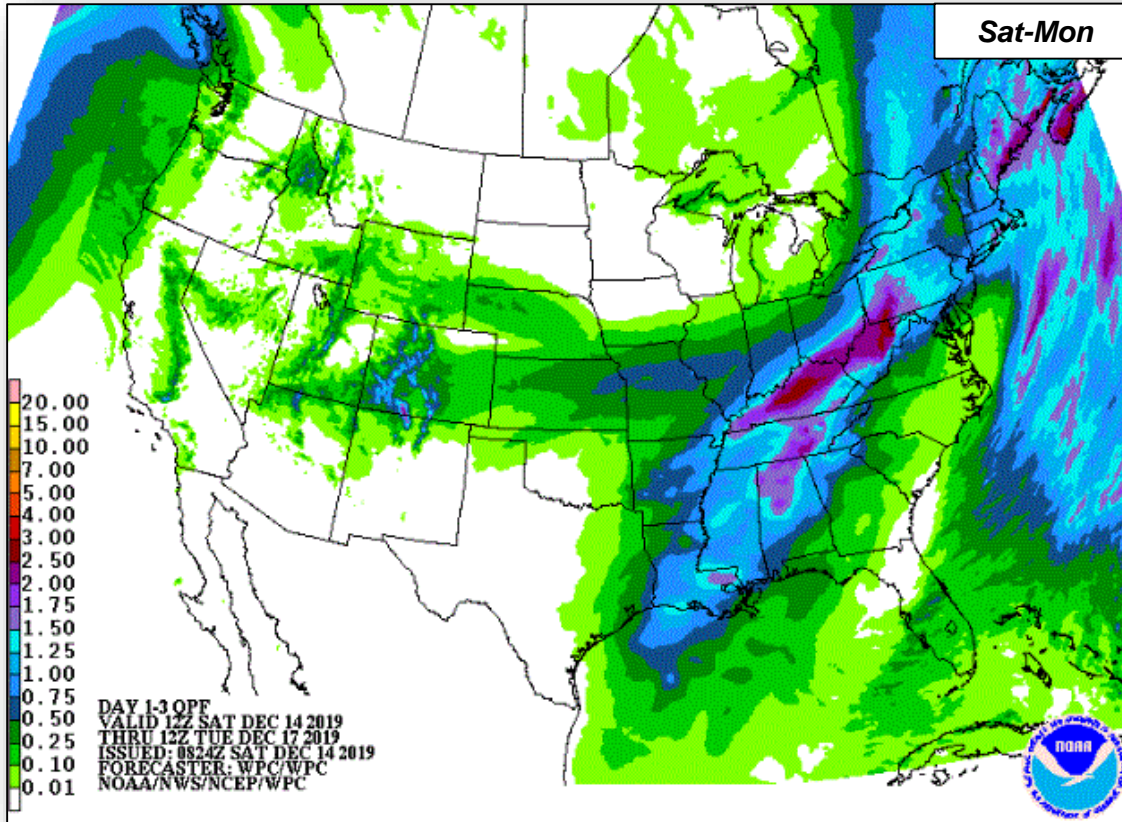 Sat-Mon
20.00
15.00
10.00
7.00
5.00
4.00
3.00
2.50
2.00
1.75
1.50
1.25
1.00
0.75
0.50
0.25
0.10
0.01
DAY 1-3 QPF
VALID 12Z SAT DEC 14 2019
THRU 12Z TUE DEC 17 2019
ISSUED: 0824Z SAT DEC 14 2019
FORECASTER: WPC/WPC
NOAA/NWS/NCEP/WPC
NOAA